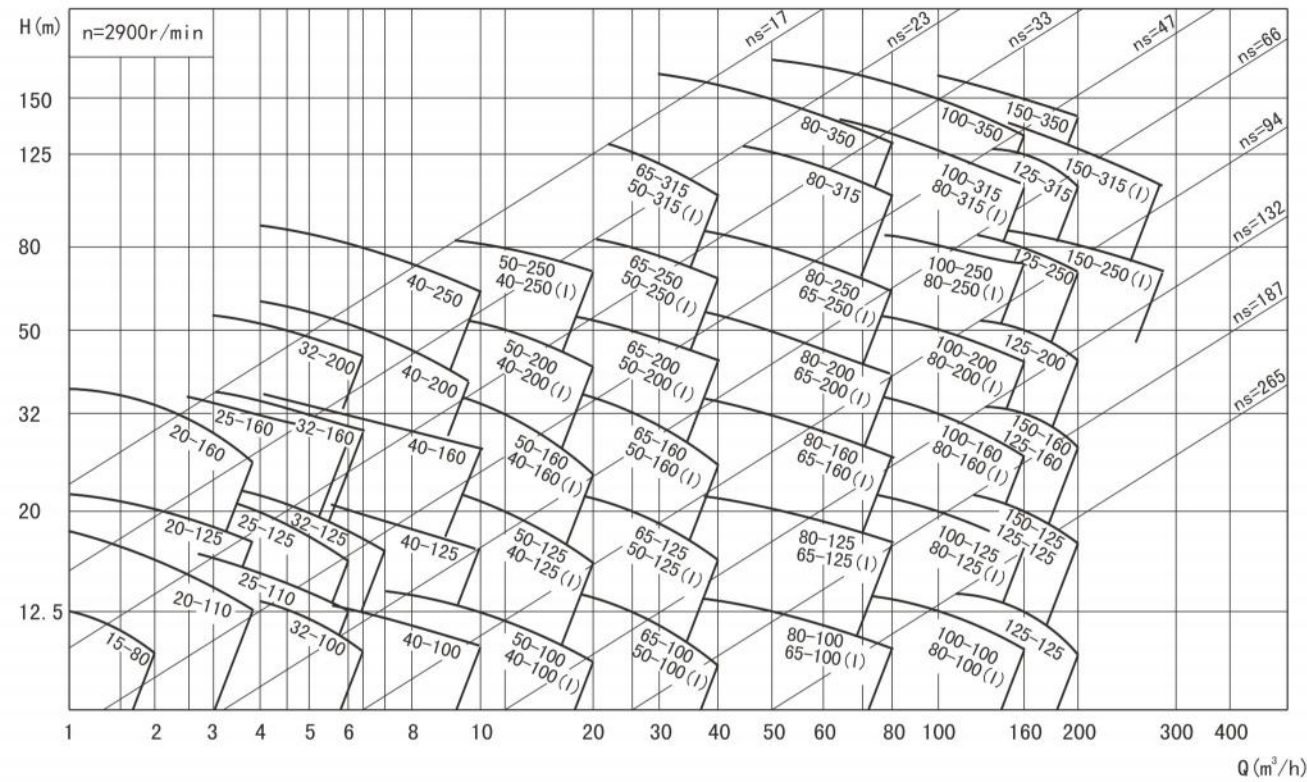 H(m)
n=2900r/min
ns=17
ns=23
ns=33
ns=47
ns=66
ns=94
ns=132
ns=187
ns=265
150
125
80
50
32
20
12.5
150-350
100-350
80-350
150-315(I)
125-315
100-315
80-315(I)
80-315
65-315
50-315(I)
150-250(I)
125-250
100-250
80-250(I)
80-250
65-250(I)
65-250
50-250(I)
50-250
40-250(I)
40-250
125-200
100-200
80-200(I)
80-200
65-200(I)
65-200
50-200(I)
50-200
40-200(I)
40-200
32-200
150-160
125-160
100-160
80-160(I)
80-160
65-160(I)
65-160
50-160(I)
50-160
40-160(I)
40-160
32-160
25-160
20-160
150-125
125-125
100-125
80-125(I)
80-125
65-125(I)
65-125
50-125(I)
50-125
40-125(I)
40-125
32-125
25-125
20-125
25-110
20-110
125-125
100-100
80-100(I)
80-100
65-100(I)
65-100
50-100(I)
50-100
40-100(I)
40-100
32-100
15-80
1 2 3 4 5 6 8 10 20 30 40 50 60 80 100 160 200 300 400
Q(m³/h)